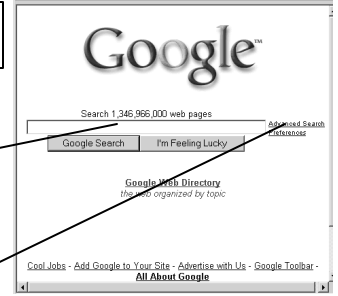 Google™
Search 1,346,966,000 web pages
Advanced Search
Preferences
Google Search I'm Feeling Lucky
Google Web Directory
the web organized by topic
Cool Jobs - Add Google to Your Site - Advertise with Us - Google Toolbar -
All About Google